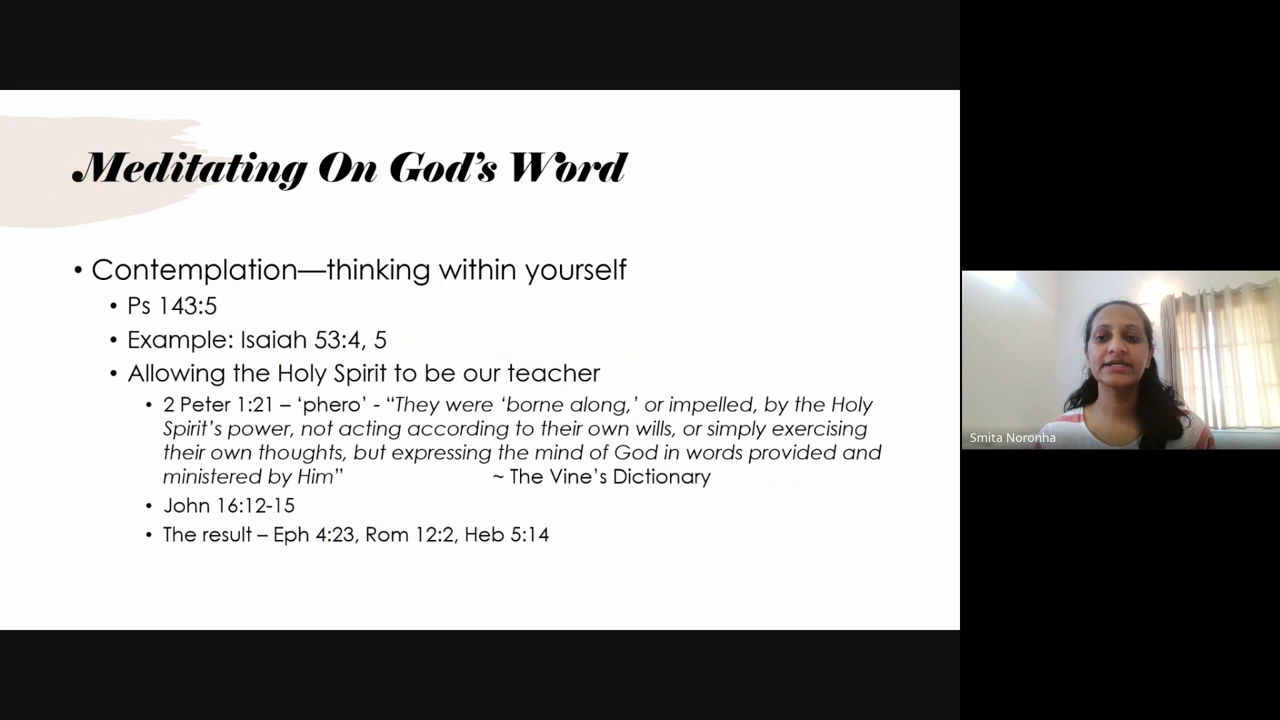 Meditating On God's Word
• Contemplation—thinking within yourself
• Ps 143:5
• Example: Isaiah 53:4, 5
• Allowing the Holy Spirit to be our teacher
• 2 Peter 1:21 – ‘phero’ - “They were ‘borne along,’ or impelled, by the Holy
Spirit’s power, not acting according to their own wills, or simply exercising
their own thoughts, but expressing the mind of God in words provided and
ministered by Him” ~ The Vine’s Dictionary
• John 16:12-15
• The result – Eph 4:23, Rom 12:2, Heb 5:14
Smita Noronha